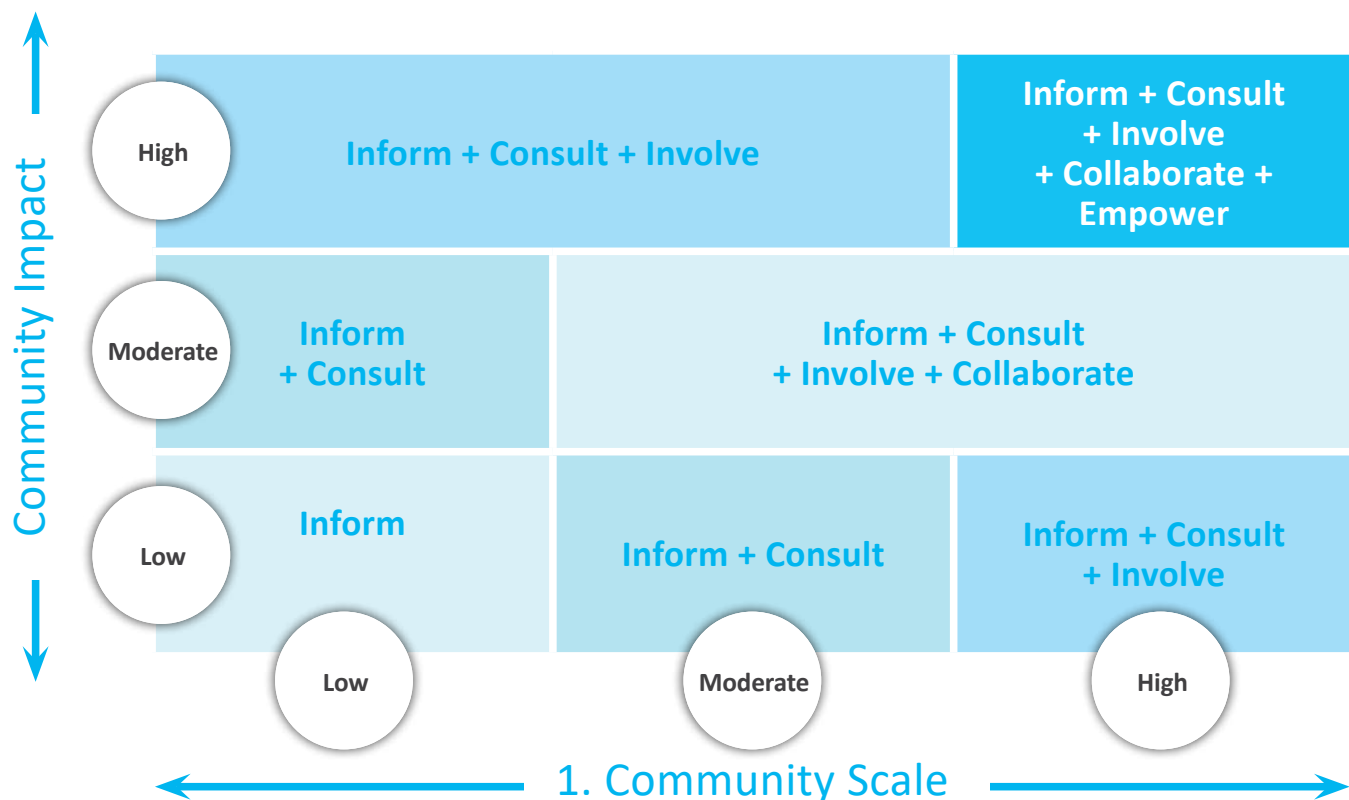 Community Impact
High
Inform + Consult + Involve
Inform + Consult
+ Involve
+ Collaborate +
Empower
Moderate
Inform
+ Consult
Inform + Consult
+ Involve + Collaborate
Low
Inform
Inform + Consult
Inform + Consult
+ Involve
Low
Moderate
High
1. Community Scale